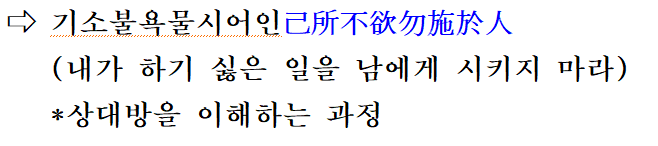 ⇨ 기소불욕물시어인己所不欲勿施於人
(내가 하기 싫은 일을 남에게 시키지 마라)
*상대방을 이해하는 과정